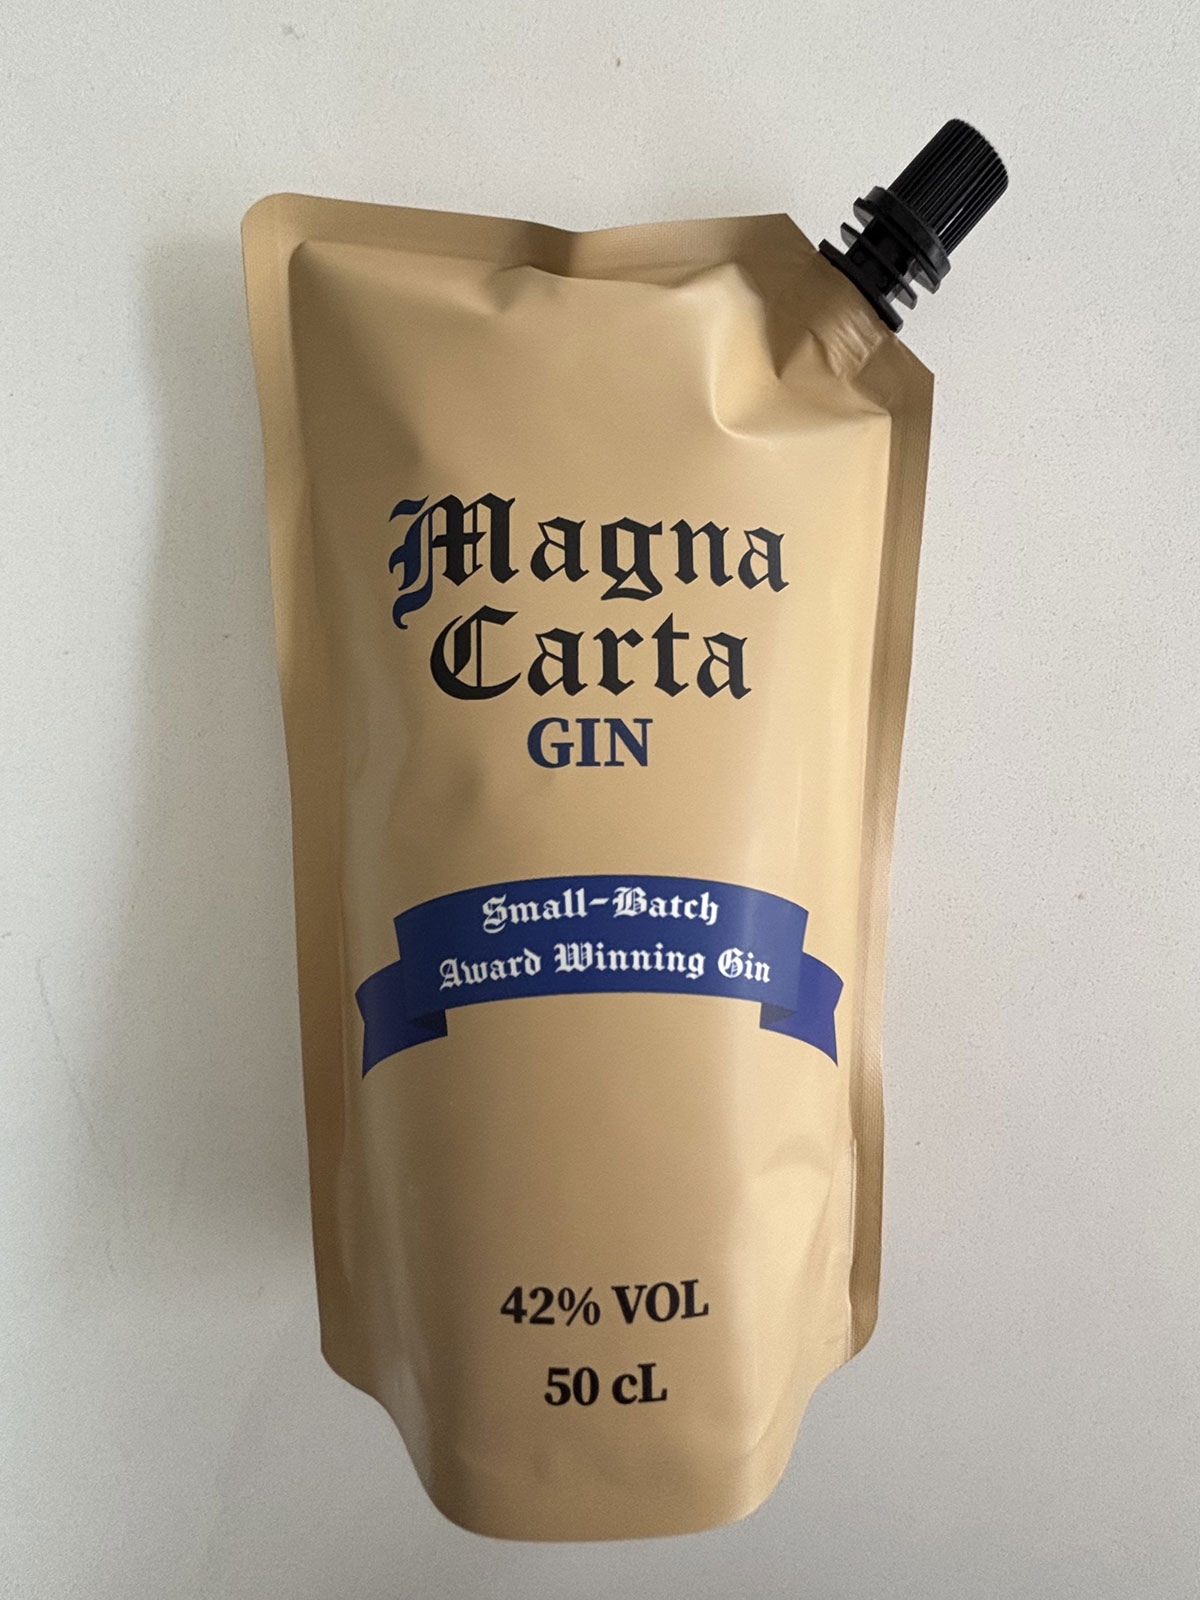 Magna
Carta
GIN
Small-Batch
Award Winning Gin
42% VOL
50 cL